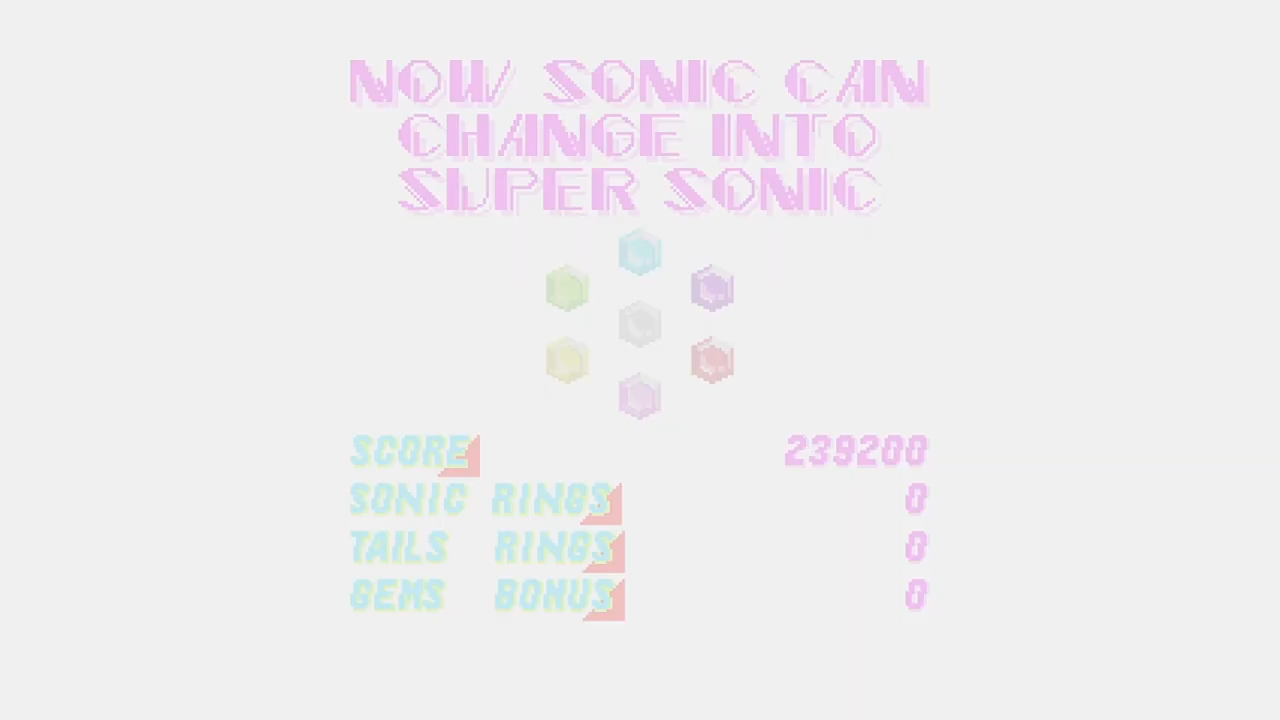 NOW SONIC CAN
CHANGE INTO
SUPER SONIC
SCORE 239200
SONIC RINGS 0
TAILS RINGS 0
GEMS BONUS 0